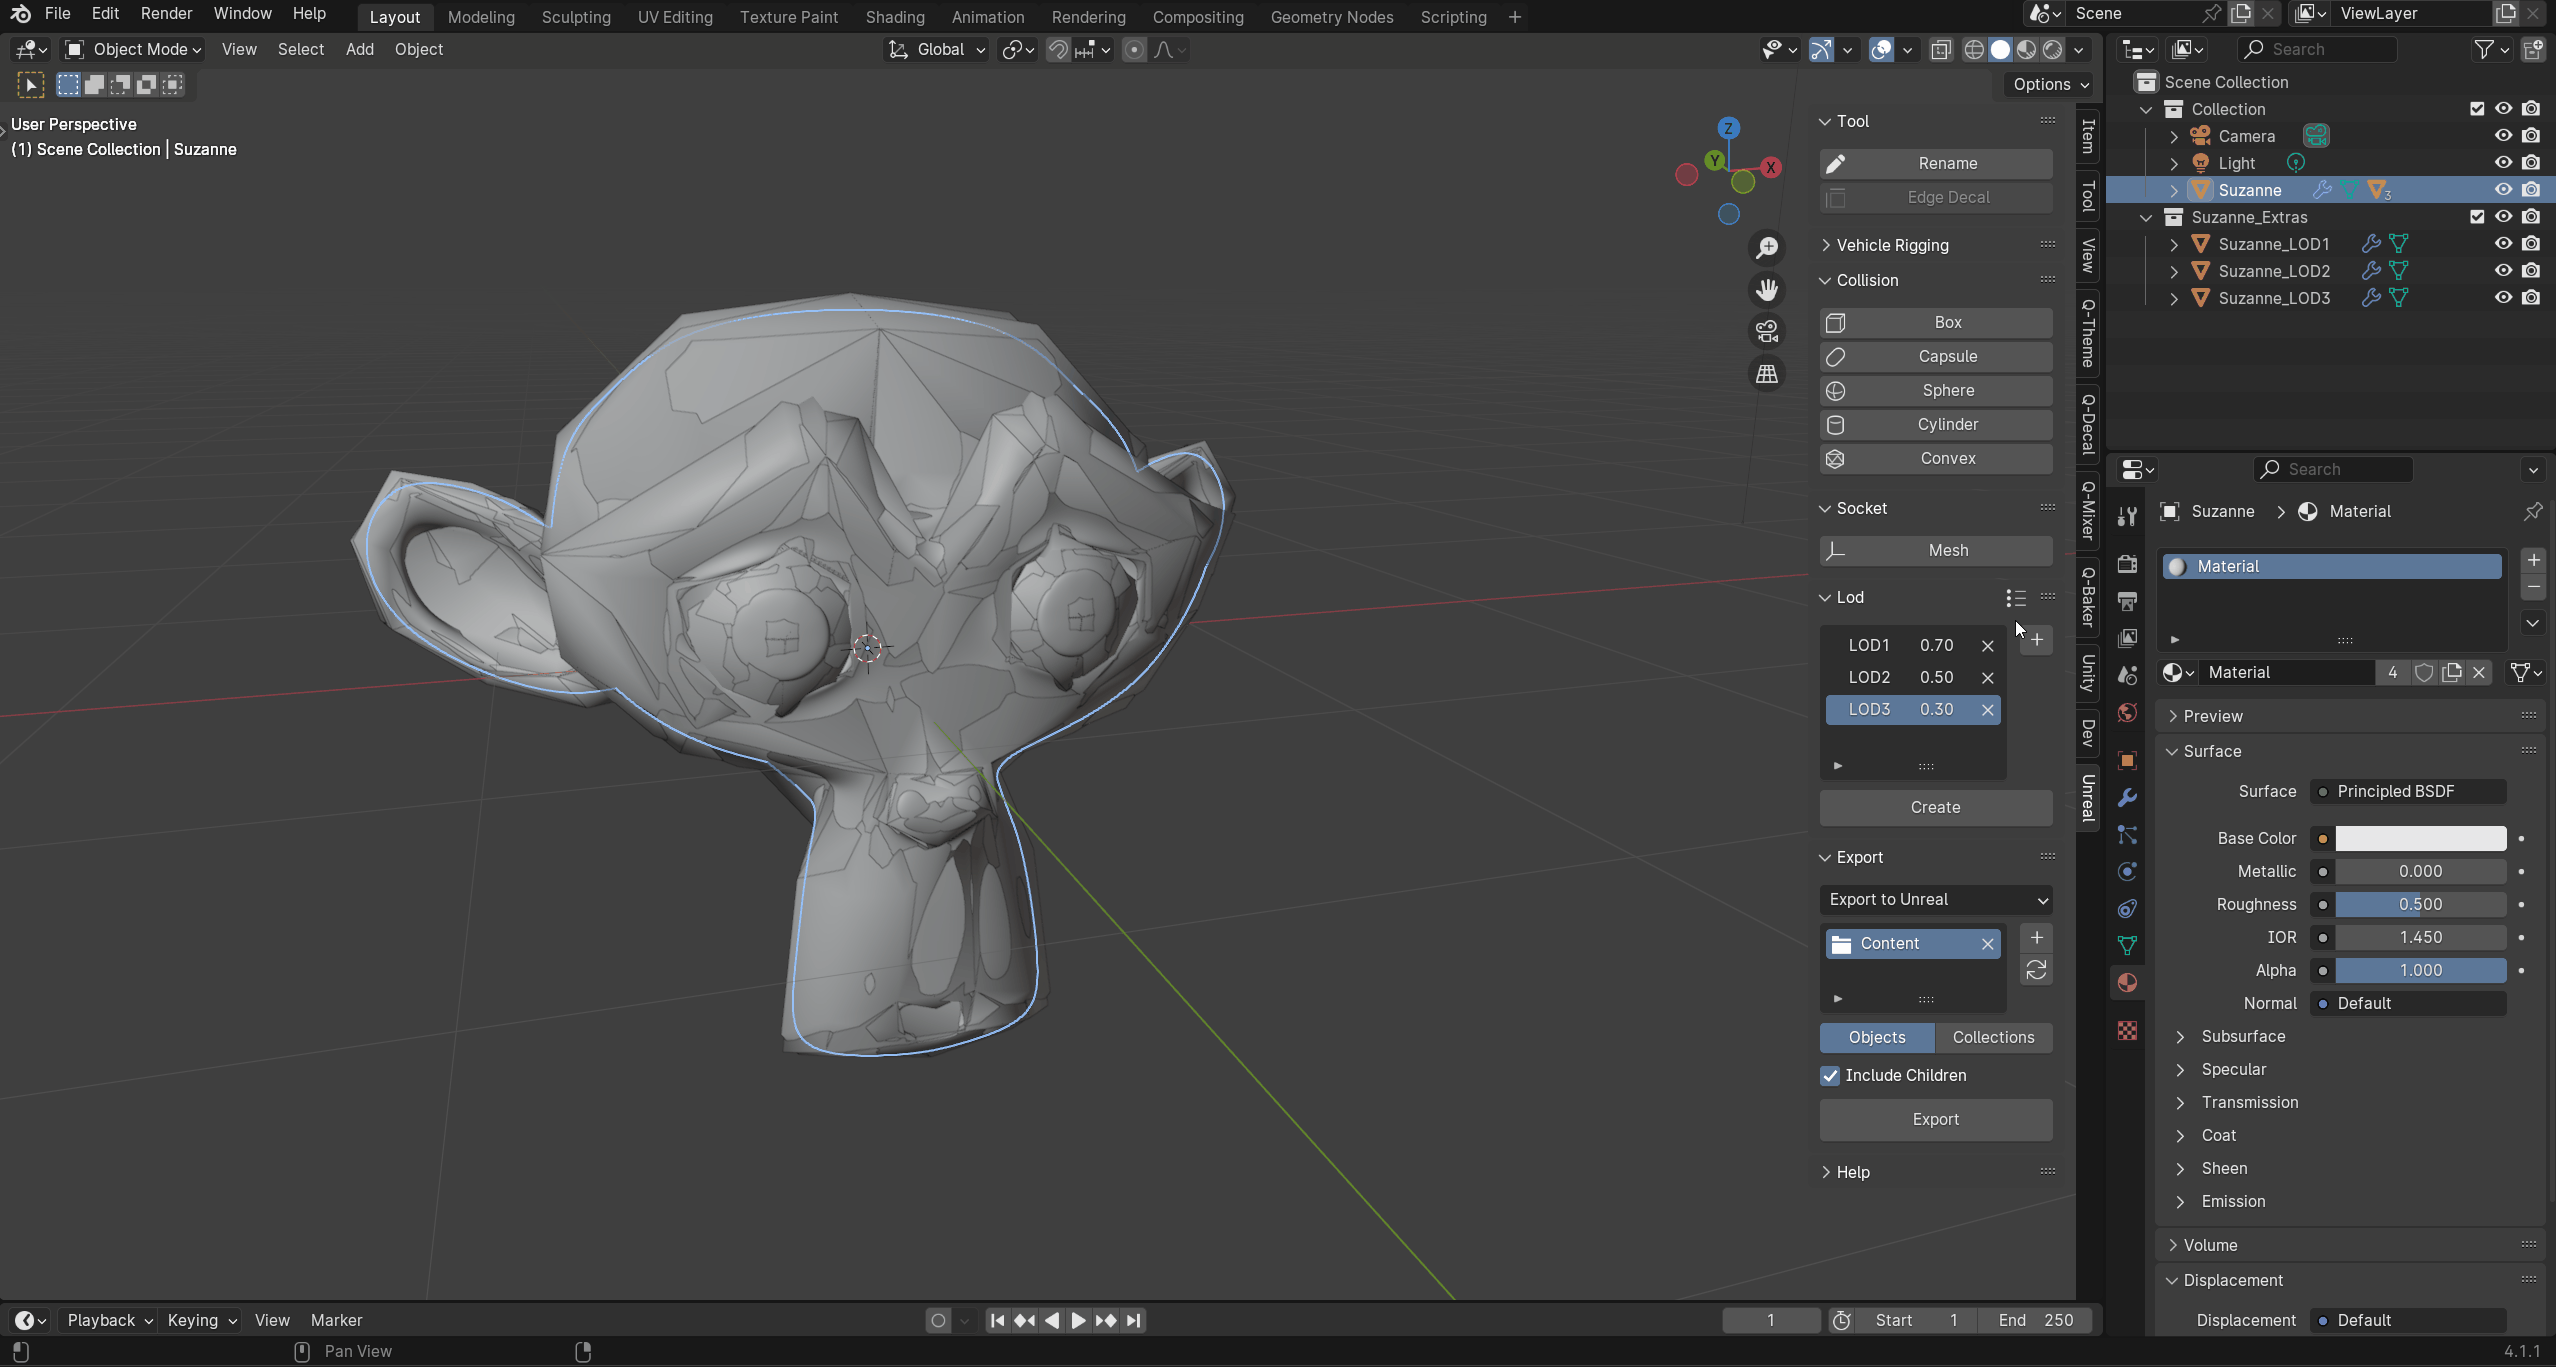 File Edit Render Window Help Layout Modeling Sculpting UV Editing Texture Paint Shading Animation Rendering Compositing Geometry Nodes Scripting + Scene ViewLayer
Object Mode View Select Add Object Global Search
Options
User Perspective
(1) Scene Collection | Suzanne
Z
Y
X
Tool
Rename
Edge Decal
Vehicle Rigging
Collision
Box
Capsule
Sphere
Cylinder
Convex
Socket
Mesh
Lod
LOD1 0.70
LOD2 0.50
LOD3 0.30
Create
Export
Export to Unreal
Content
Objects Collections
Include Children
Export
Help
Item
Tool
View
Q-Theme
Q-Decal
Q-Mixer
Q-Baker
Unity
Dev
Unreal
Scene Collection
Collection
Camera
Light
Suzanne 3
Suzanne_Extras
Suzanne_LOD1
Suzanne_LOD2
Suzanne_LOD3
Search
Suzanne > Material
Material
Material 4
Preview
Surface
Surface Principled BSDF
Base Color
Metallic 0.000
Roughness 0.500
IOR 1.450
Alpha 1.000
Normal Default
Subsurface
Specular
Transmission
Coat
Sheen
Emission
Volume
Displacement
Displacement Default
Playback Keying View Marker 1 Start 1 End 250
Pan View 4.1.1